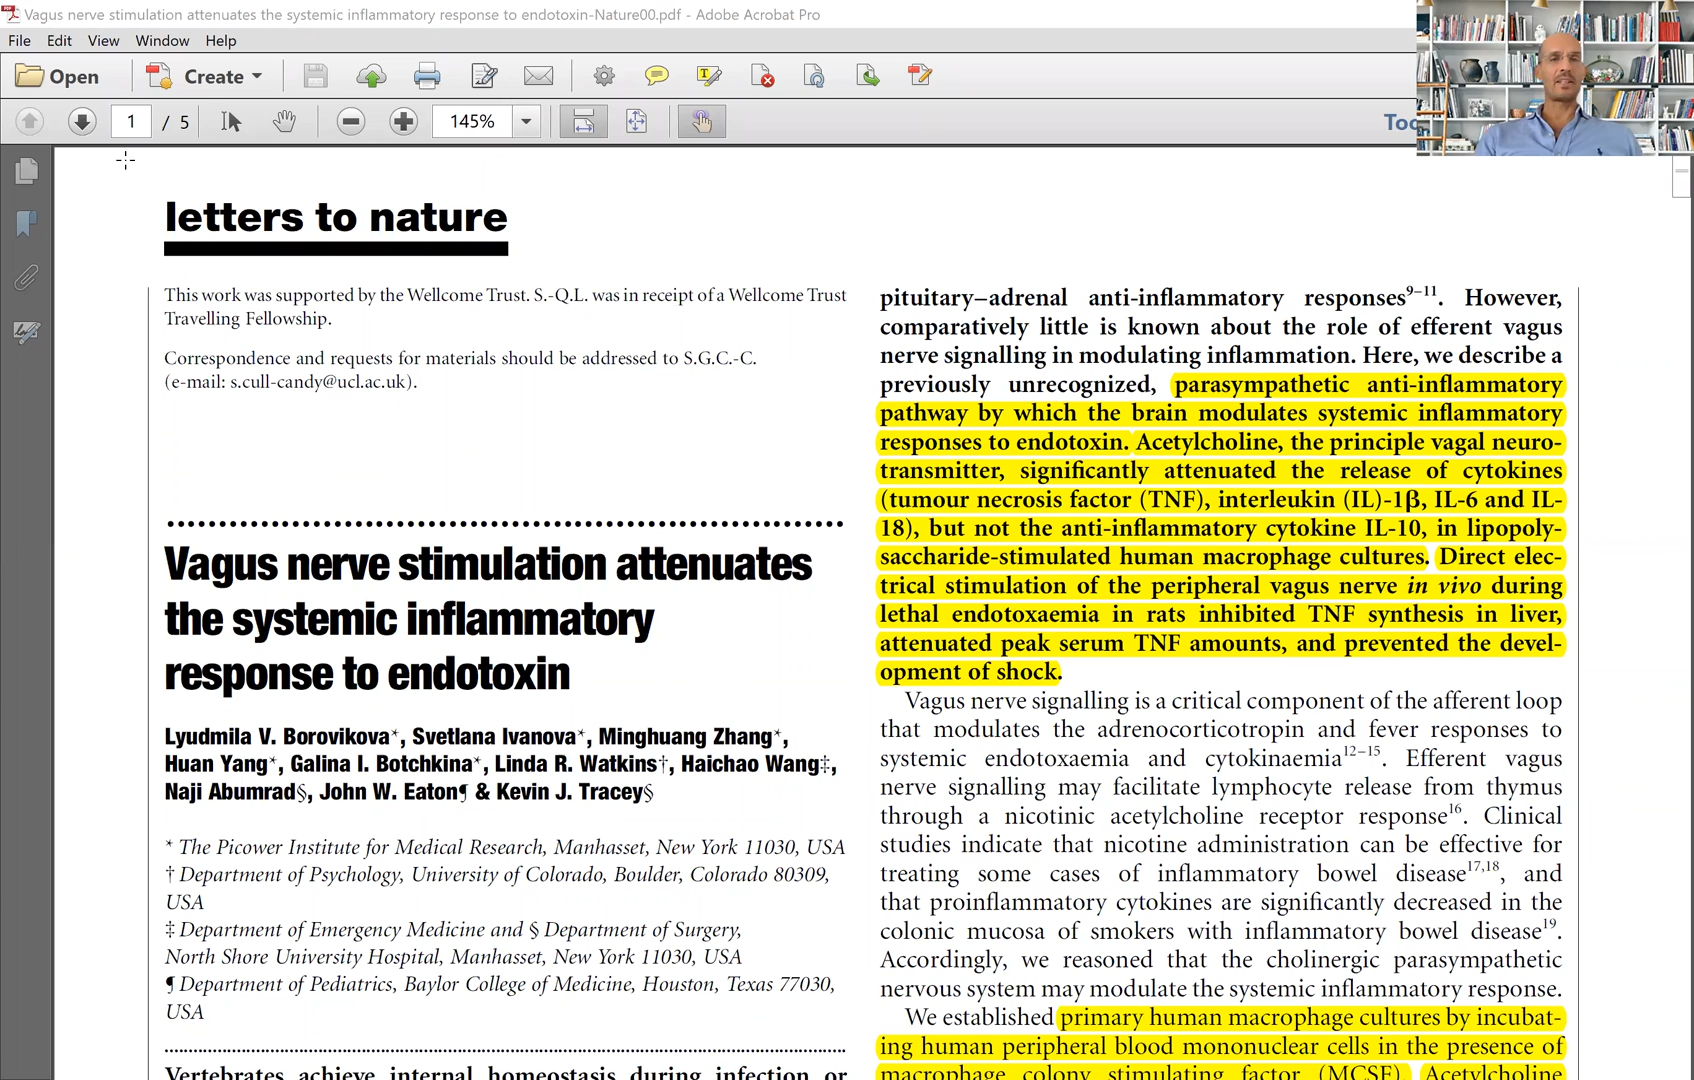 Vagus nerve stimulation attenuates the systemic inflammatory response to endotoxin-Nature00.pdf - Adobe Acrobat Pro
File Edit View Window Help
Open Create
1 / 5 145%
letters to nature
This work was supported by the Wellcome Trust. S.-Q.L. was in receipt of a Wellcome Trust
Travelling Fellowship.
Correspondence and requests for materials should be addressed to S.G.C.-C.
(e-mail: s.cull-candy@ucl.ac.uk).
Vagus nerve stimulation attenuates
the systemic inflammatory
response to endotoxin
Lyudmila V. Borovikova*, Svetlana Ivanova*, Minghuang Zhang*,
Huan Yang*, Galina I. Botchkina*, Linda R. Watkins†, Haichao Wang‡,
Naji Abumrad§, John W. Eaton¶ & Kevin J. Tracey§
* The Picower Institute for Medical Research, Manhasset, New York 11030, USA
† Department of Psychology, University of Colorado, Boulder, Colorado 80309,
USA
‡ Department of Emergency Medicine and § Department of Surgery,
North Shore University Hospital, Manhasset, New York 11030, USA
¶ Department of Pediatrics, Baylor College of Medicine, Houston, Texas 77030,
USA
Vertebrates achieve internal homeostasis during infection or
pituitary–adrenal anti-inflammatory responses9–11. However,
comparatively little is known about the role of efferent vagus
nerve signalling in modulating inflammation. Here, we describe a
previously unrecognized, parasympathetic anti-inflammatory
pathway by which the brain modulates systemic inflammatory
responses to endotoxin. Acetylcholine, the principle vagal neuro-
transmitter, significantly attenuated the release of cytokines
(tumour necrosis factor (TNF), interleukin (IL)-1β, IL-6 and IL-
18), but not the anti-inflammatory cytokine IL-10, in lipopoly-
saccharide-stimulated human macrophage cultures. Direct elec-
trical stimulation of the peripheral vagus nerve in vivo during
lethal endotoxaemia in rats inhibited TNF synthesis in liver,
attenuated peak serum TNF amounts, and prevented the devel-
opment of shock.
Vagus nerve signalling is a critical component of the afferent loop
that modulates the adrenocorticotropin and fever responses to
systemic endotoxaemia and cytokinaemia12–15. Efferent vagus
nerve signalling may facilitate lymphocyte release from thymus
through a nicotinic acetylcholine receptor response16. Clinical
studies indicate that nicotine administration can be effective for
treating some cases of inflammatory bowel disease17,18, and
that proinflammatory cytokines are significantly decreased in the
colonic mucosa of smokers with inflammatory bowel disease19.
Accordingly, we reasoned that the cholinergic parasympathetic
nervous system may modulate the systemic inflammatory response.
We established primary human macrophage cultures by incubat-
ing human peripheral blood mononuclear cells in the presence of
macrophage colony stimulating factor (MCSF). Acetylcholine